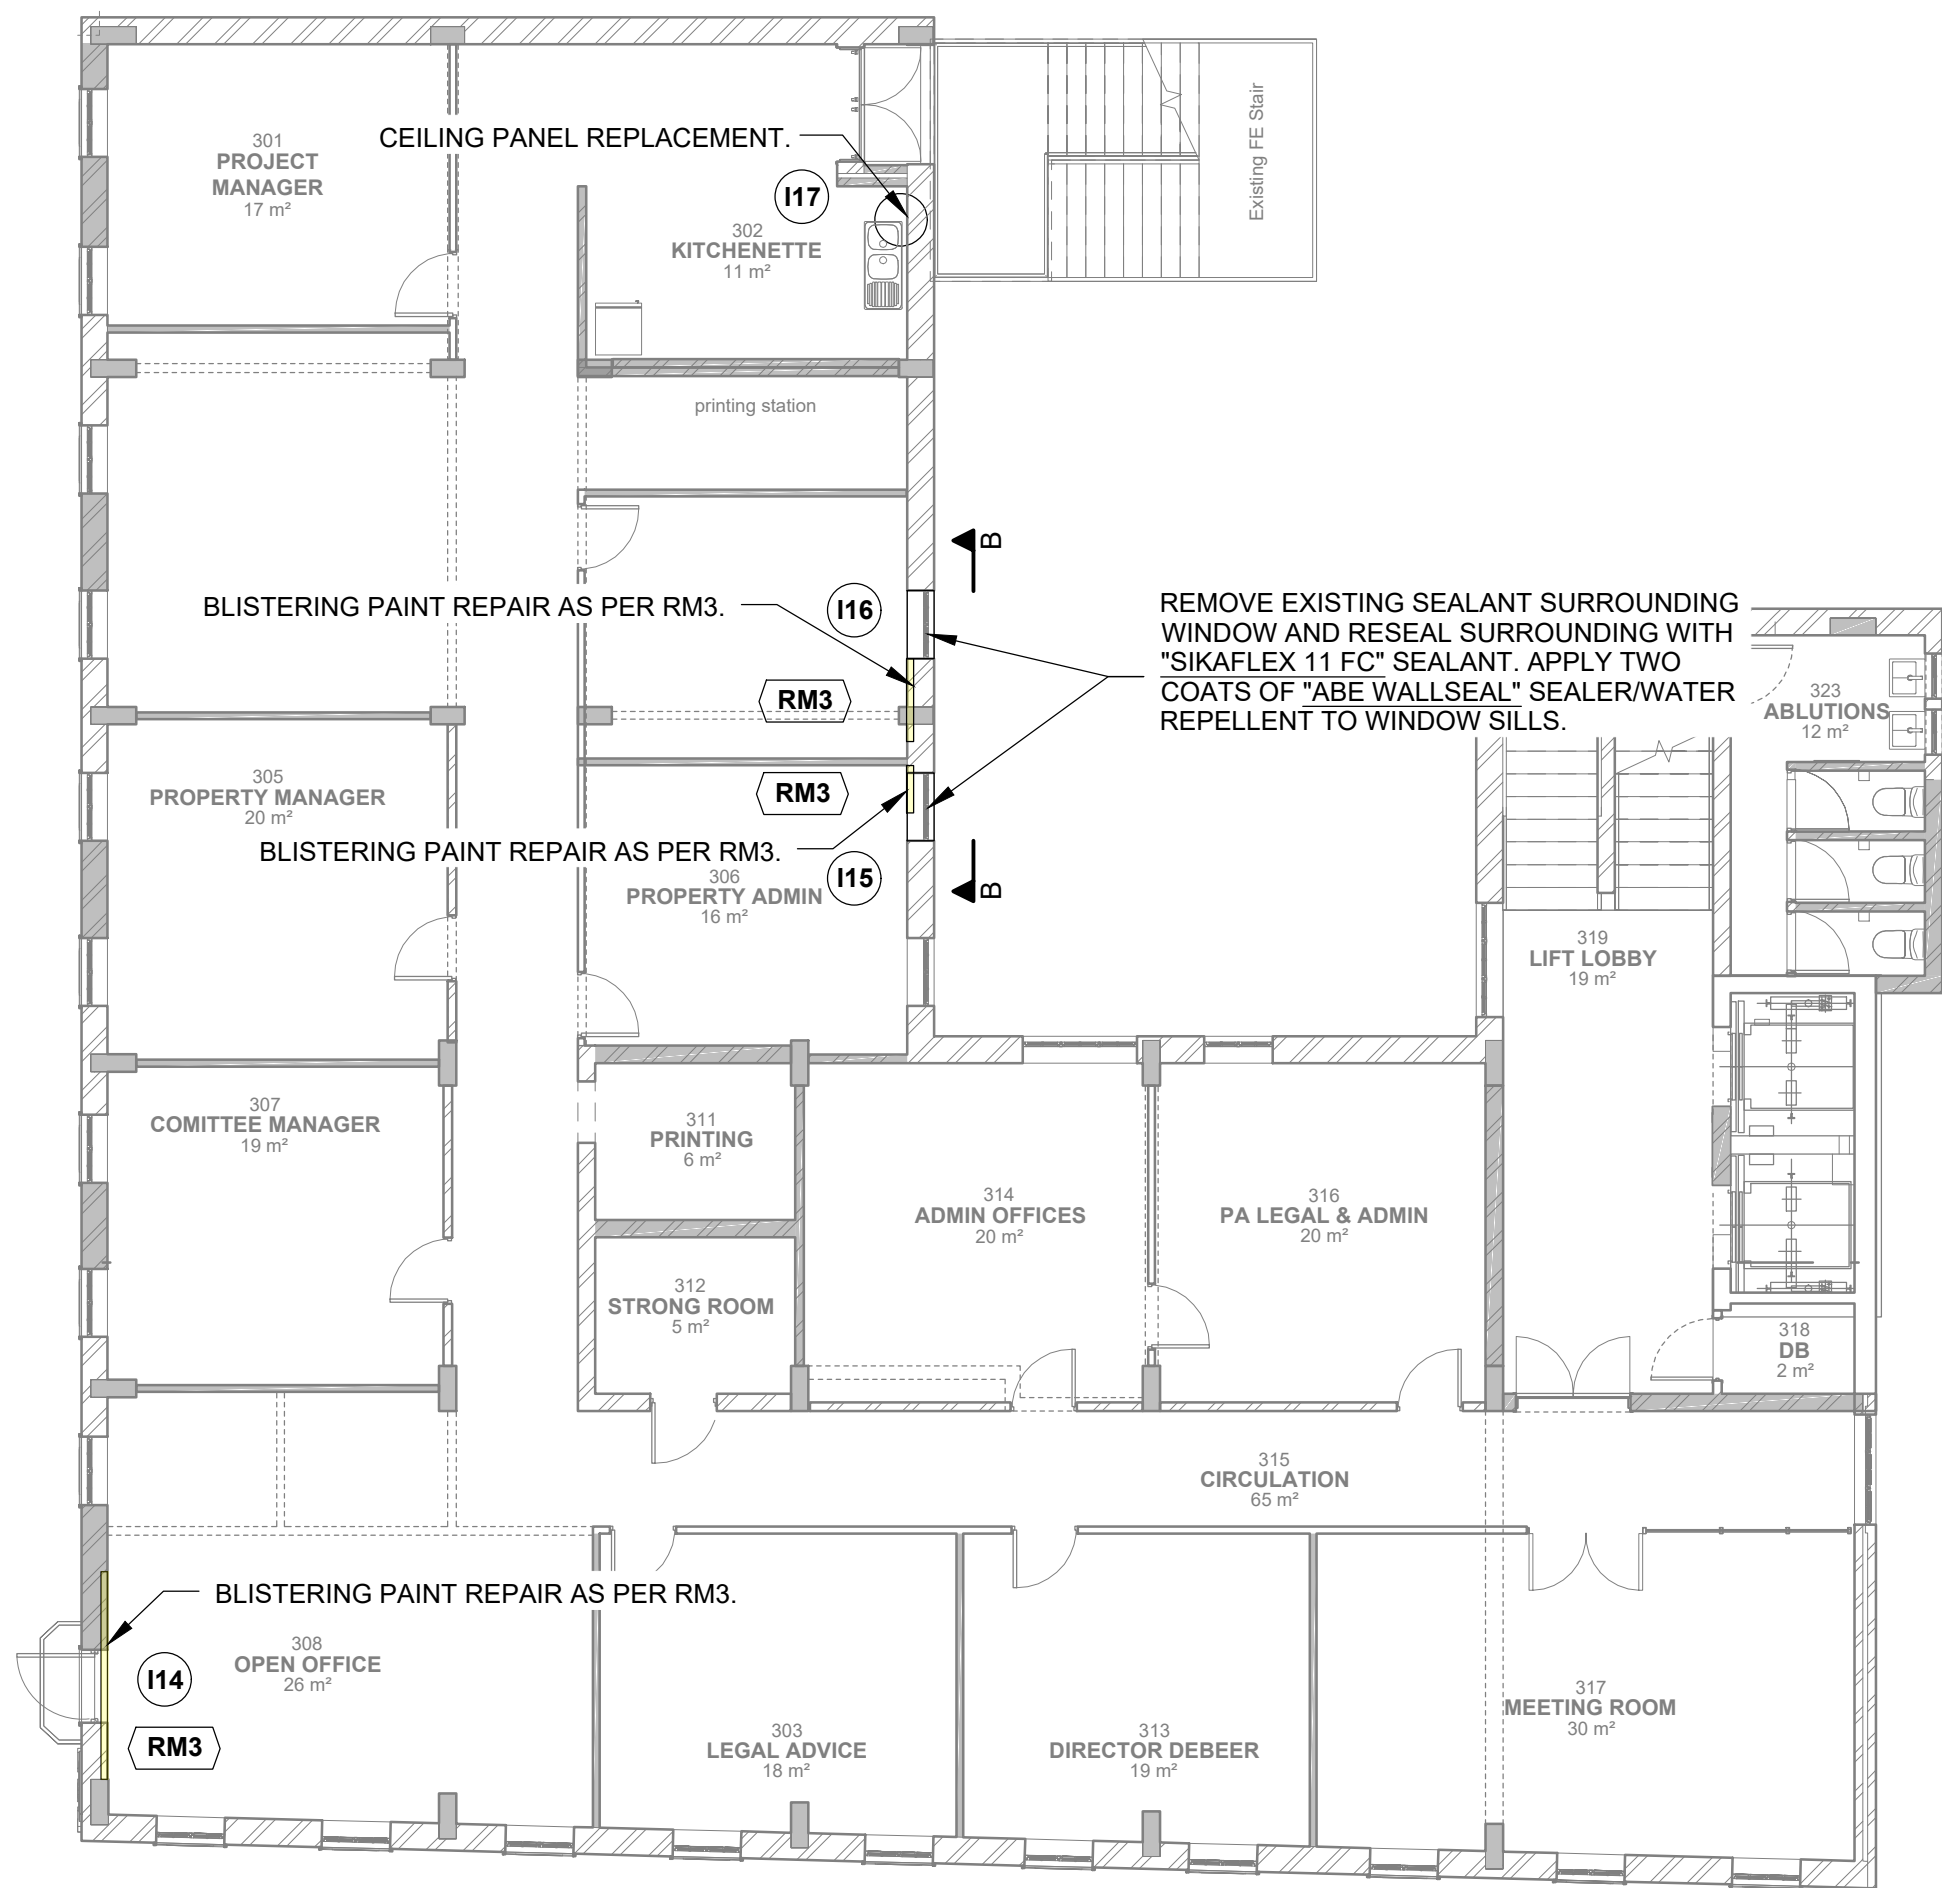 301
PROJECT
MANAGER
17 m²
CEILING PANEL REPLACEMENT.
I17
302
KITCHENETTE
11 m²
Existing FE Stair
printing station
B
BLISTERING PAINT REPAIR AS PER RM3.
I16
RM3
REMOVE EXISTING SEALANT SURROUNDING
WINDOW AND RESEAL SURROUNDING WITH
"SIKAFLEX 11 FC" SEALANT. APPLY TWO
COATS OF "ABE WALLSEAL" SEALER/WATER
REPELLENT TO WINDOW SILLS.
323
ABLUTIONS
12 m²
305
PROPERTY MANAGER
20 m²
RM3
BLISTERING PAINT REPAIR AS PER RM3.
I15
306
PROPERTY ADMIN
16 m²
B
319
LIFT LOBBY
19 m²
307
COMITTEE MANAGER
19 m²
311
PRINTING
6 m²
314
ADMIN OFFICES
20 m²
316
PA LEGAL & ADMIN
20 m²
312
STRONG ROOM
5 m²
318
DB
2 m²
315
CIRCULATION
65 m²
BLISTERING PAINT REPAIR AS PER RM3.
308
OPEN OFFICE
26 m²
I14
RM3
303
LEGAL ADVICE
18 m²
313
DIRECTOR DEBEER
19 m²
317
MEETING ROOM
30 m²